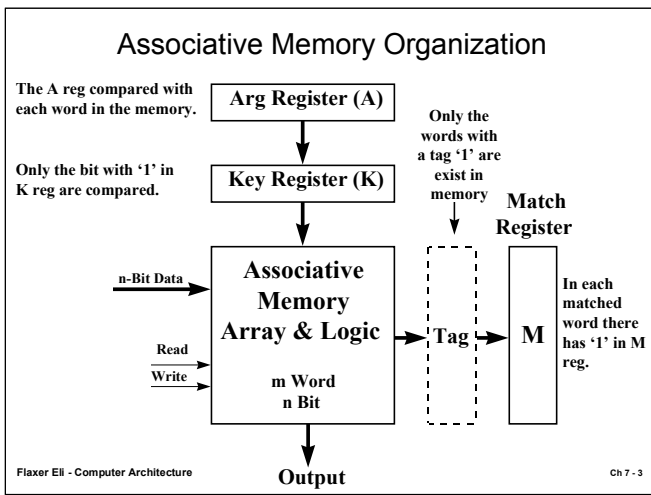 Associative Memory Organization
The A reg compared with
each word in the memory.
Arg Register (A)
Only the
words with
a tag ‘1’ are
exist in
memory
Only the bit with ‘1’ in
K reg are compared.
Key Register (K)
Match
Register
n-Bit Data
Associative
Memory
Array & Logic
Read
Write
m Word
n Bit
Tag
M
In each
matched
word there
has ‘1’ in M
reg.
Output
Flaxer Eli - Computer Architecture
Ch 7 - 3